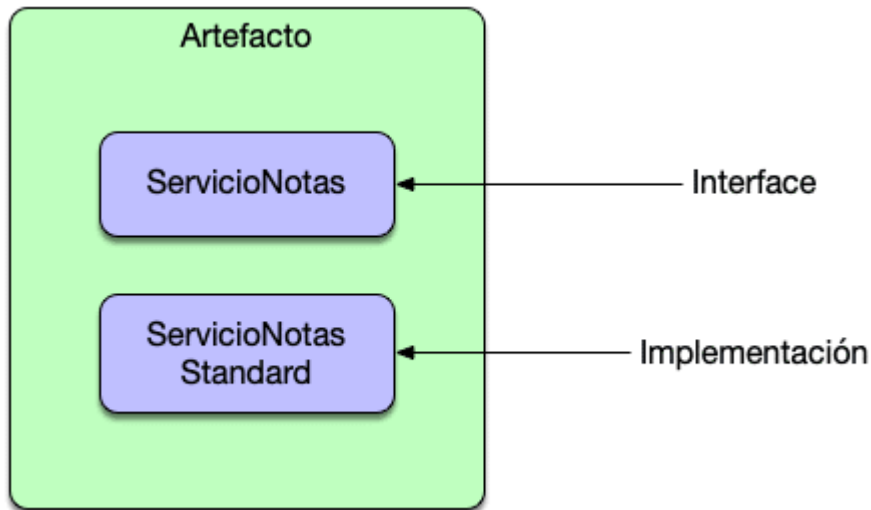 Artefacto
ServicioNotas
Interface
ServicioNotas
Standard
Implementación